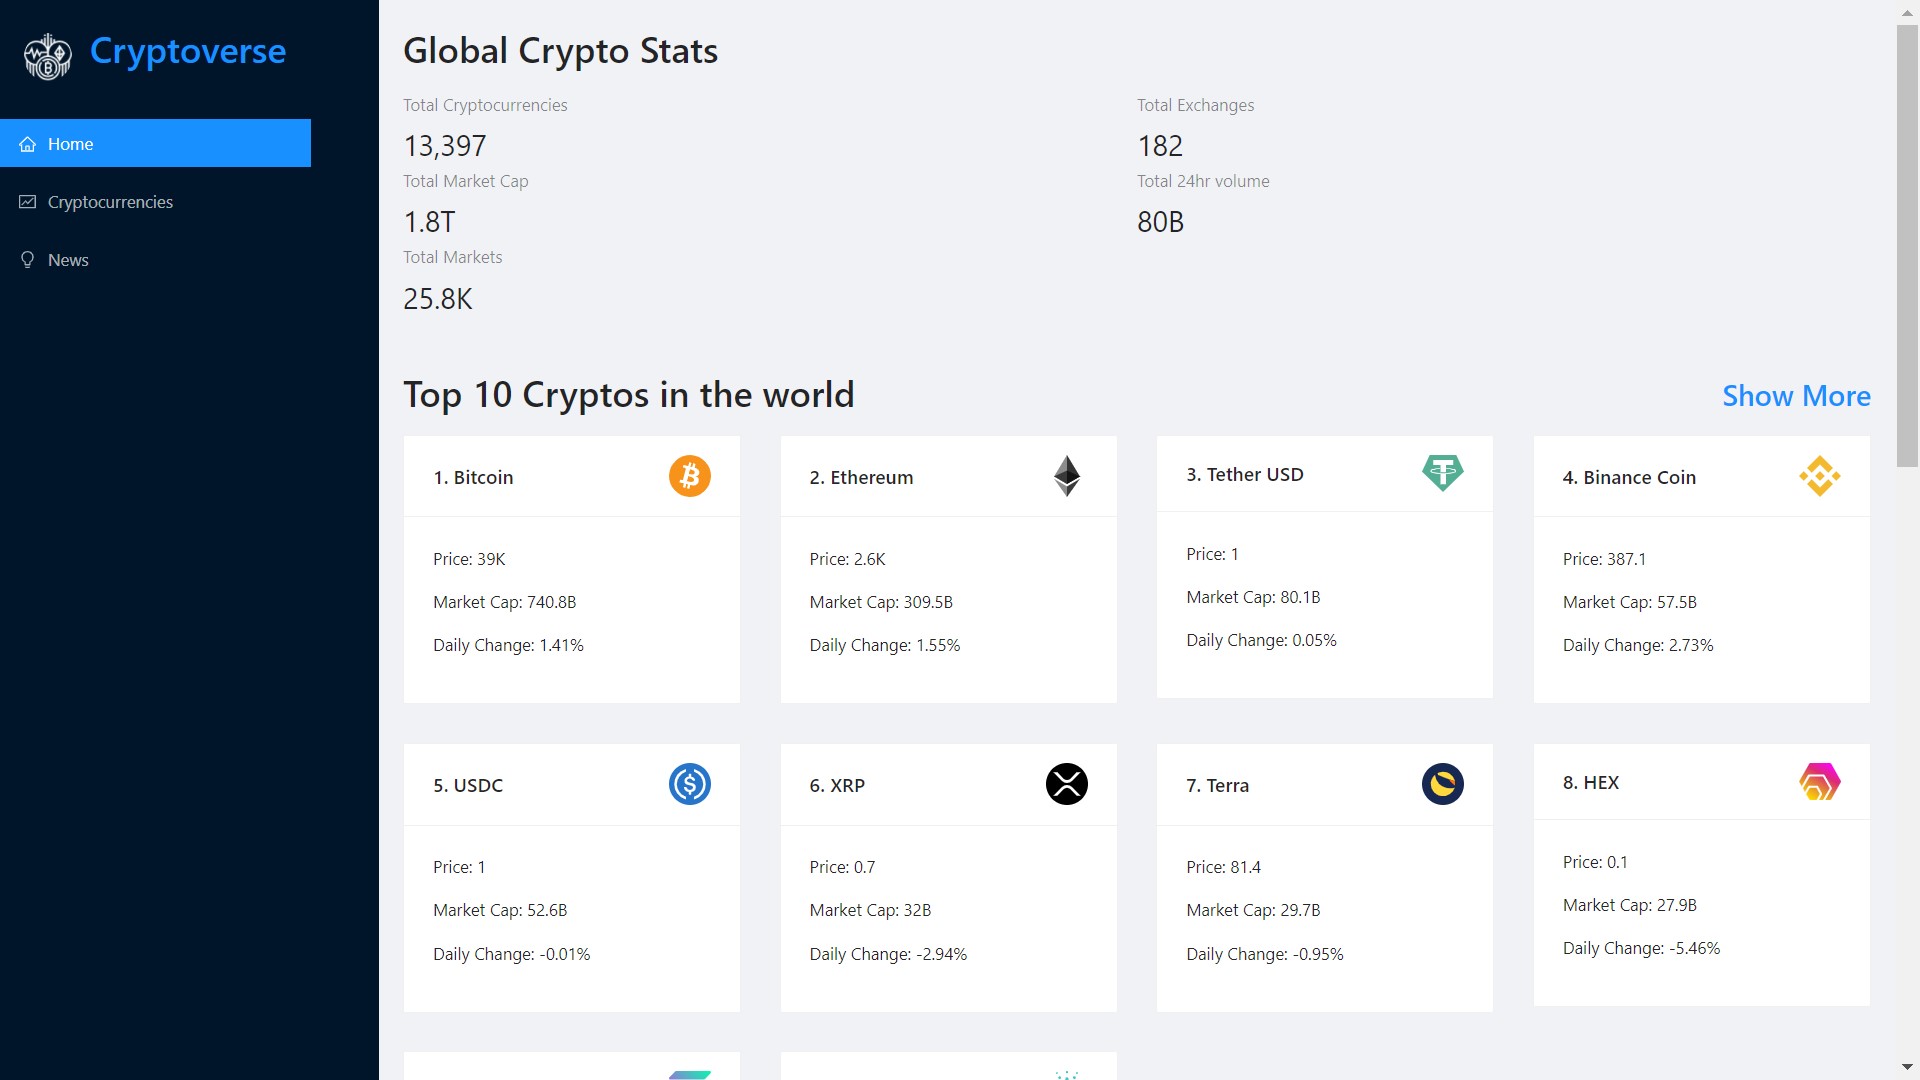 Cryptoverse
Home
Cryptocurrencies
News
Global Crypto Stats
Total Cryptocurrencies
13,397
Total Exchanges
182
Total Market Cap
1.8T
Total 24hr volume
80B
Total Markets
25.8K
Top 10 Cryptos in the world
Show More
1. Bitcoin
Price: 39K
Market Cap: 740.8B
Daily Change: 1.41%
2. Ethereum
Price: 2.6K
Market Cap: 309.5B
Daily Change: 1.55%
3. Tether USD
Price: 1
Market Cap: 80.1B
Daily Change: 0.05%
4. Binance Coin
Price: 387.1
Market Cap: 57.5B
Daily Change: 2.73%
5. USDC
Price: 1
Market Cap: 52.6B
Daily Change: -0.01%
6. XRP
Price: 0.7
Market Cap: 32B
Daily Change: -2.94%
7. Terra
Price: 81.4
Market Cap: 29.7B
Daily Change: -0.95%
8. HEX
Price: 0.1
Market Cap: 27.9B
Daily Change: -5.46%